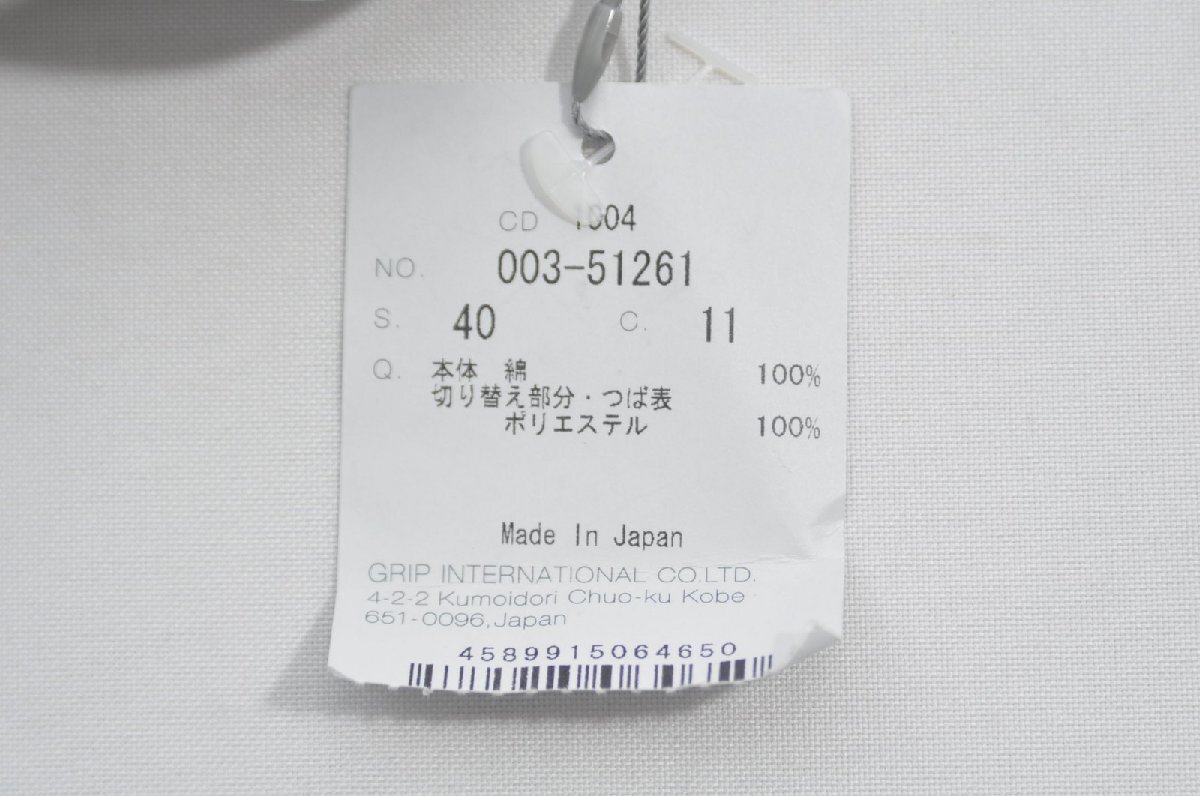 CD
NO. 003-51261
S. 40 C. 11
Q. 本体 綿 100%
切り替え部分・つば表
ポリエステル 100%
Made In Japan
GRIP INTERNATIONAL CO.LTD.
4-2-2 Kumoidori Chuo-ku Kobe
651-0096,Japan
4589915064650